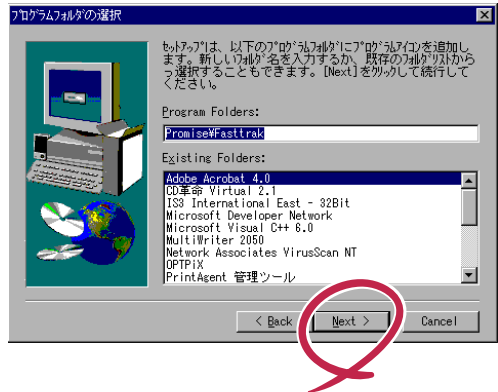 プログラムフォルダの選択
セットアップは、以下のプログラムフォルダにプログラムアイコンを追加し
ます。新しいフォルダ名を入力するか、既存のフォルダリストから
っ選択することもできます。[Next]をクリックして続行して
ください。
Program Folders:
Promise¥Fasttrak
Existing Folders:
Adobe Acrobat 4.0
CD革命 Virtual 2.1
IS3 International East - 32Bit
Microsoft Developer Network
Microsoft Visual C++ 6.0
MultiWriter 2050
Network Associates VirusScan NT
OPTPiX
PrintAgent 管理ツール
< Back
Next >
Cancel